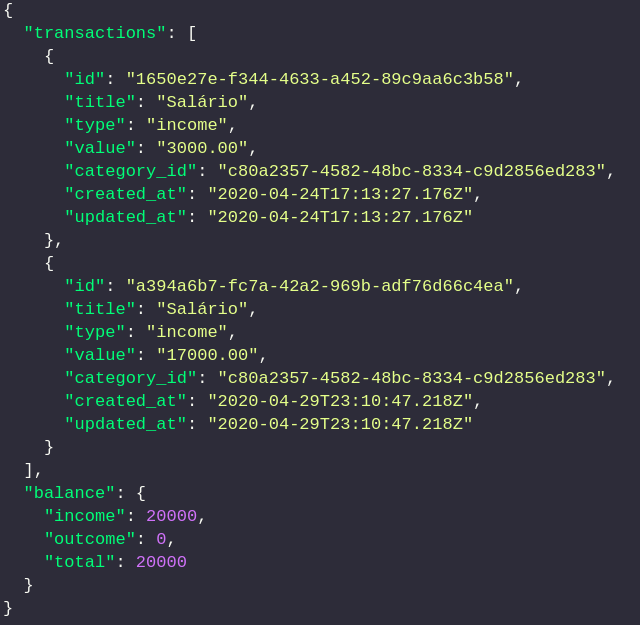 {
  "transactions": [
    {
      "id": "1650e27e-f344-4633-a452-89c9aa6c3b58",
      "title": "Salário",
      "type": "income",
      "value": "3000.00",
      "category_id": "c80a2357-4582-48bc-8334-c9d2856ed283",
      "created_at": "2020-04-24T17:13:27.176Z",
      "updated_at": "2020-04-24T17:13:27.176Z"
    },
    {
      "id": "a394a6b7-fc7a-42a2-969b-adf76d66c4ea",
      "title": "Salário",
      "type": "income",
      "value": "17000.00",
      "category_id": "c80a2357-4582-48bc-8334-c9d2856ed283",
      "created_at": "2020-04-29T23:10:47.218Z",
      "updated_at": "2020-04-29T23:10:47.218Z"
    }
  ],
  "balance": {
    "income": 20000,
    "outcome": 0,
    "total": 20000
  }
}